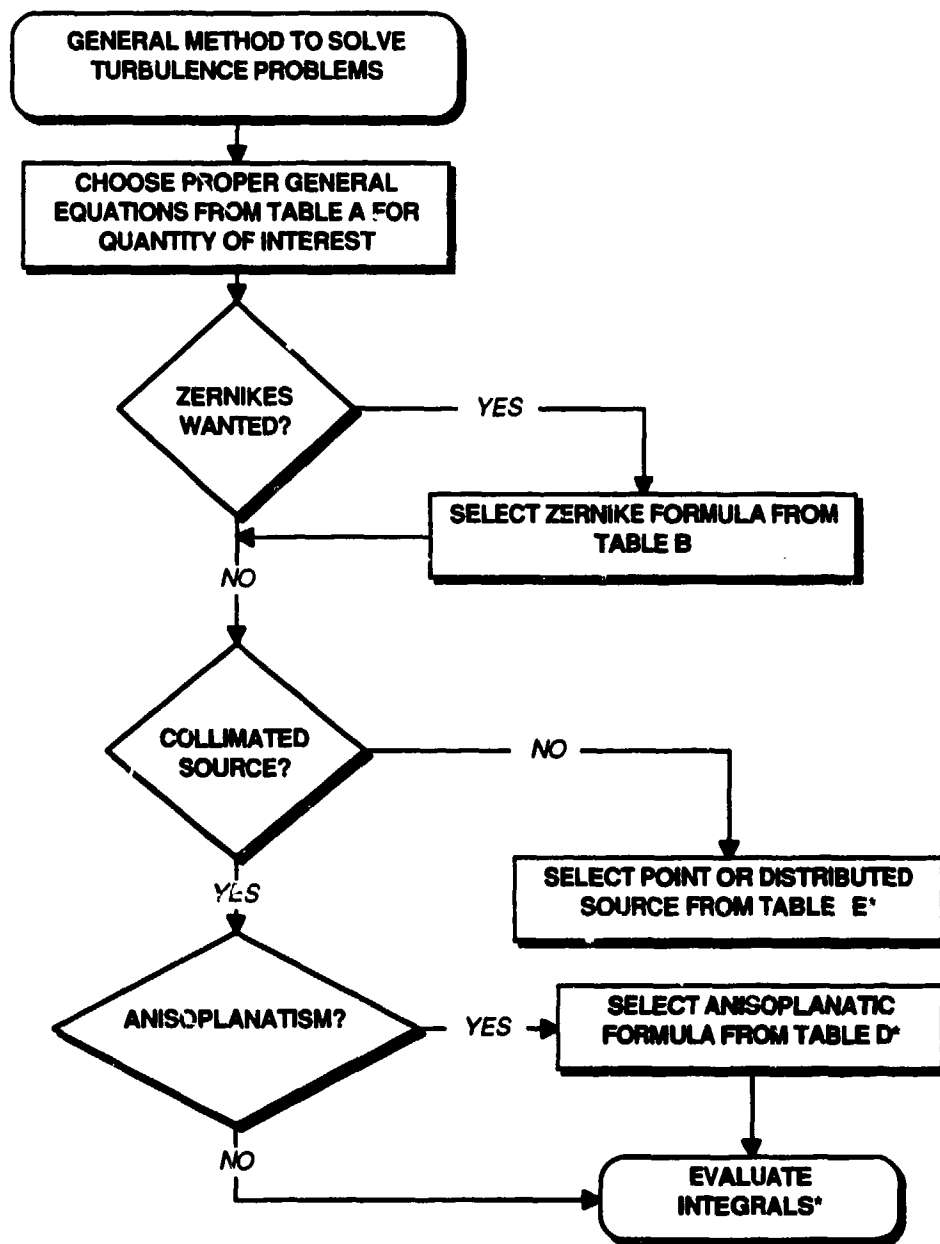 GENERAL METHOD TO SOLVE
TURBULENCE PROBLEMS
CHOOSE PROPER GENERAL
EQUATIONS FROM TABLE A FOR
QUANTITY OF INTEREST
ZERNIKES
WANTED?
YES
SELECT ZERNIKE FORMULA FROM
TABLE B
NO
COLLIMATED
SOURCE?
NO
SELECT POINT OR DISTRIBUTED
SOURCE FROM TABLE E*
YES
ANISOPLANATISM?
YES
SELECT ANISOPLANATIC
FORMULA FROM TABLE D*
NO
EVALUATE
INTEGRALS*